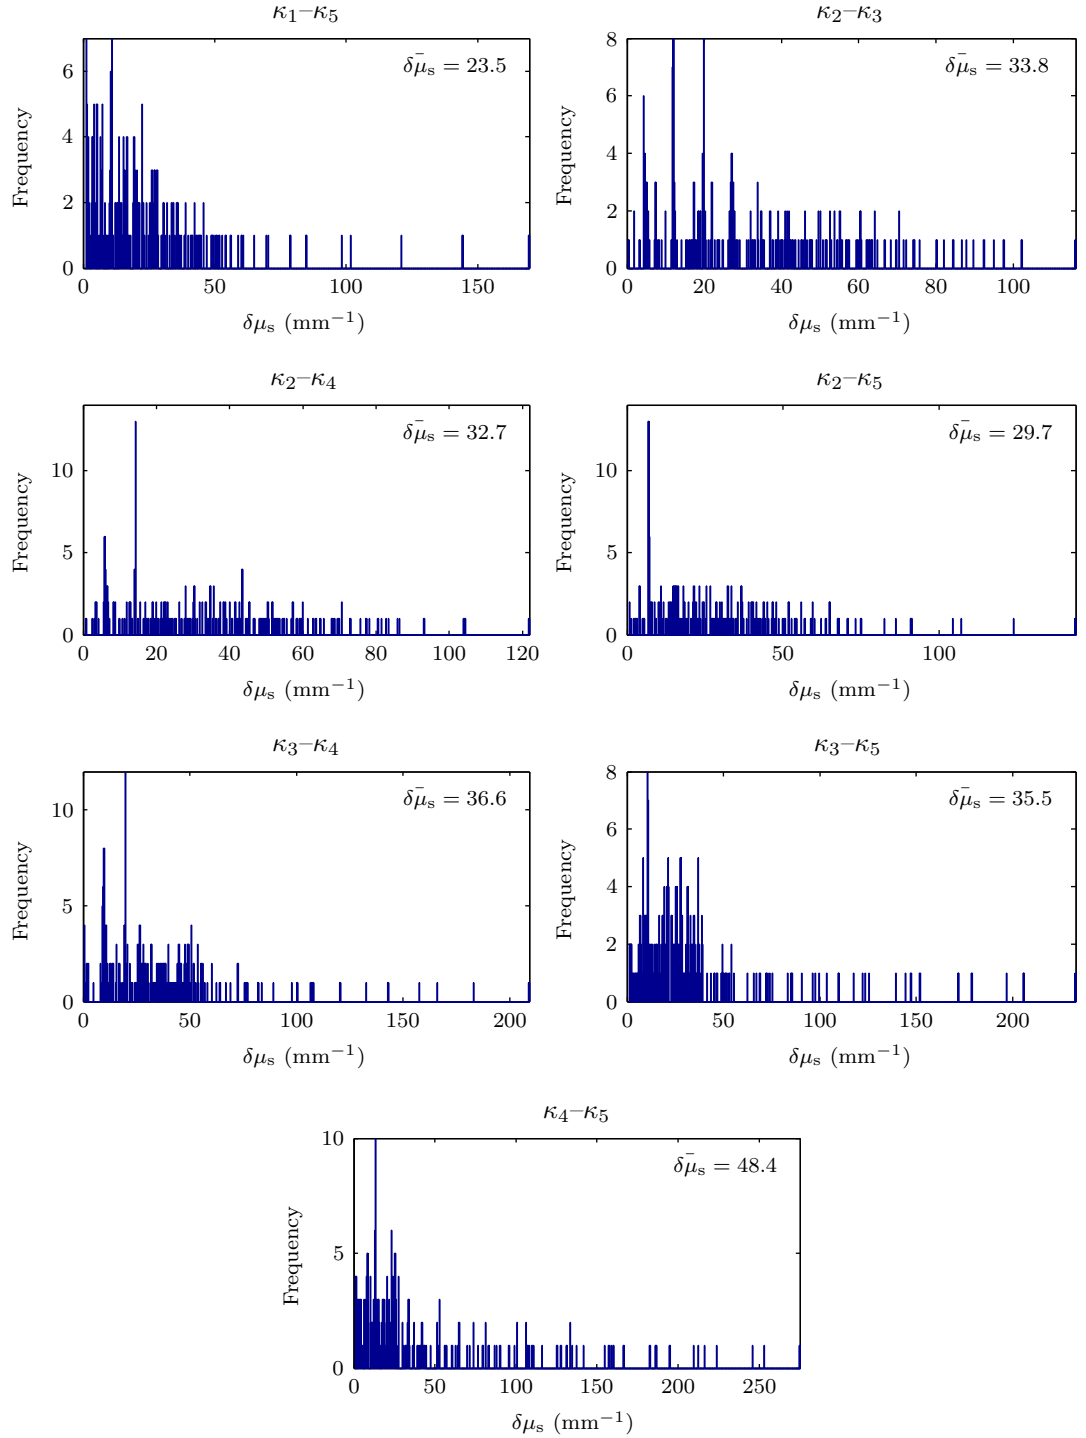 κ₁–κ₅
δμ̄ₛ = 23.5
Frequency
6
4
2
0
0 50 100 150
δμₛ (mm⁻¹)
κ₂–κ₃
δμ̄ₛ = 33.8
Frequency
8
6
4
2
0
0 20 40 60 80 100
δμₛ (mm⁻¹)
κ₂–κ₄
δμ̄ₛ = 32.7
Frequency
10
5
0
0 20 40 60 80 100 120
δμₛ (mm⁻¹)
κ₂–κ₅
δμ̄ₛ = 29.7
Frequency
10
5
0
0 50 100
δμₛ (mm⁻¹)
κ₃–κ₄
δμ̄ₛ = 36.6
Frequency
10
5
0
0 50 100 150 200
δμₛ (mm⁻¹)
κ₃–κ₅
δμ̄ₛ = 35.5
Frequency
8
6
4
2
0
0 50 100 150 200
δμₛ (mm⁻¹)
κ₄–κ₅
δμ̄ₛ = 48.4
Frequency
10
5
0
0 50 100 150 200 250
δμₛ (mm⁻¹)